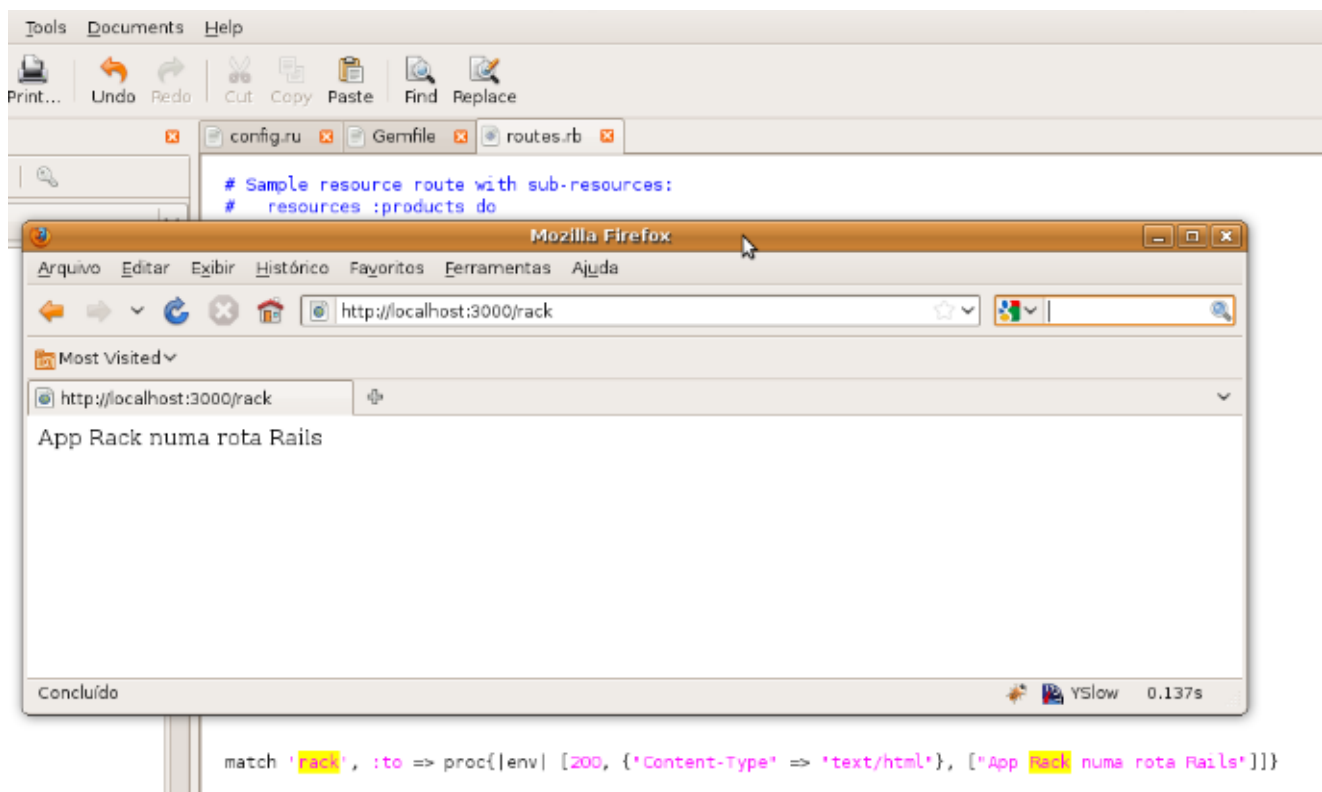 Tools Documents Help
Print... Undo Redo Cut Copy Paste Find Replace
config.ru Gemfile routes.rb
# Sample resource route with sub-resources:
#   resources :products do
Mozilla Firefox
Arquivo Editar Exibir Histórico Favoritos Ferramentas Ajuda
http://localhost:3000/rack
Most Visited
http://localhost:3000/rack
App Rack numa rota Rails
Concluído YSlow 0.137s
match 'rack', :to => proc{|env| [200, {"Content-Type" => "text/html"}, ["App Rack numa rota Rails"]]}